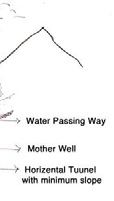 Water Passing Way
Mother Well
Horizental Tuunel
with minimum slope